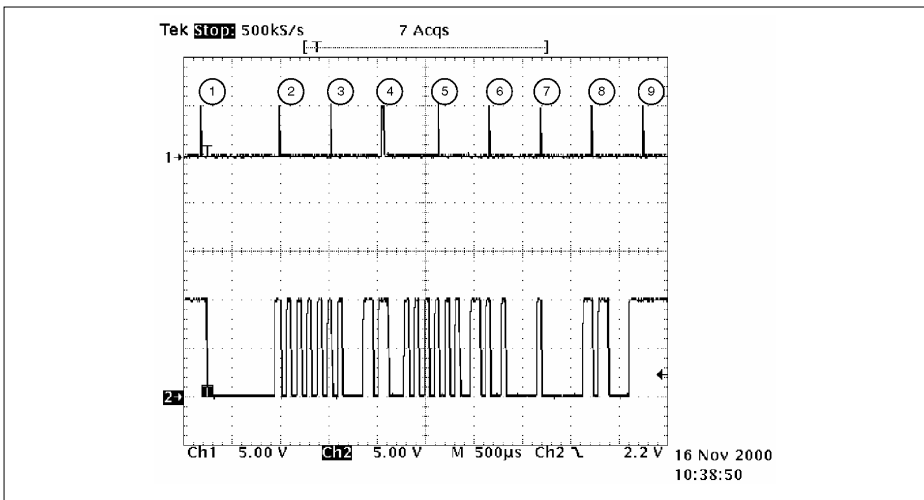 Tek Stop: 500kS/s 7 Acqs
[ T ]
1 2 3 4 5 6 7 8 9
1
T
T
2
Ch1 5.00 V Ch2 5.00 V M 500µs Ch2 2.2 V
16 Nov 2000
10:38:50